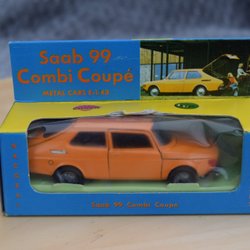 Saab 99
Combi Coupé
METAL CARS 1:43
Saab 99 Combi Coupé